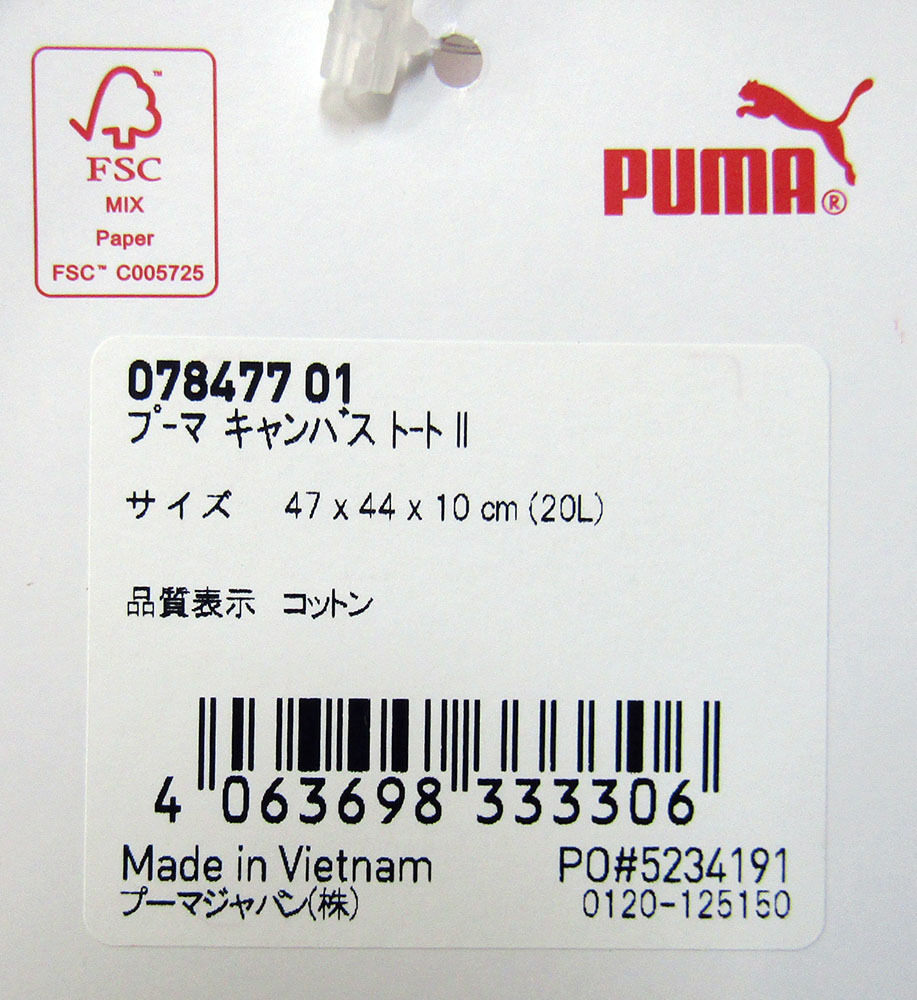 FSC
MIX
Paper
FSC™ C005725
PUMA®
078477 01
プーマ キャンバス トート II
サイズ 47 x 44 x 10 cm (20L)
品質表示 コットン
4 063698 333306
Made in Vietnam PO#5234191
プーマジャパン(株) 0120-125150